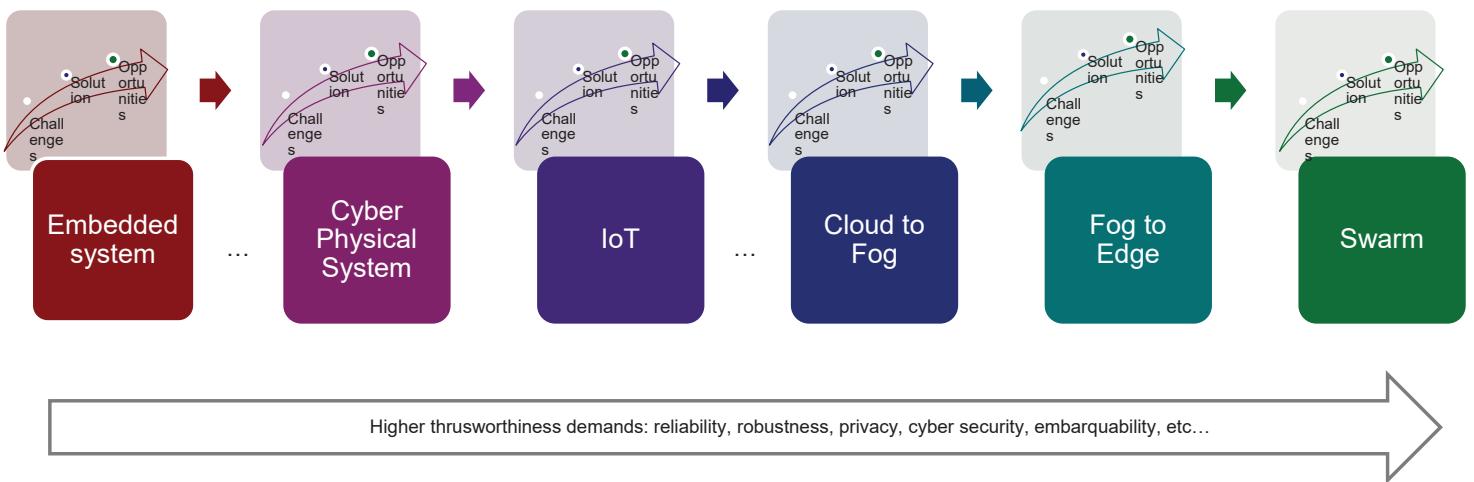 Chall
enge
s
Solut
ion
Opp
ortu
nitie
s
Embedded
system
…
Chall
enge
s
Solut
ion
Opp
ortu
nitie
s
Cyber
Physical
System
Chall
enge
s
Solut
ion
Opp
ortu
nitie
s
IoT
…
Chall
enge
s
Solut
ion
Opp
ortu
nitie
s
Cloud to
Fog
Chall
enge
s
Solut
ion
Opp
ortu
nitie
s
Fog to
Edge
Chall
enge
s
Solut
ion
Opp
ortu
nitie
s
Swarm
Higher thrusworthiness demands: reliability, robustness, privacy, cyber security, embarquability, etc…